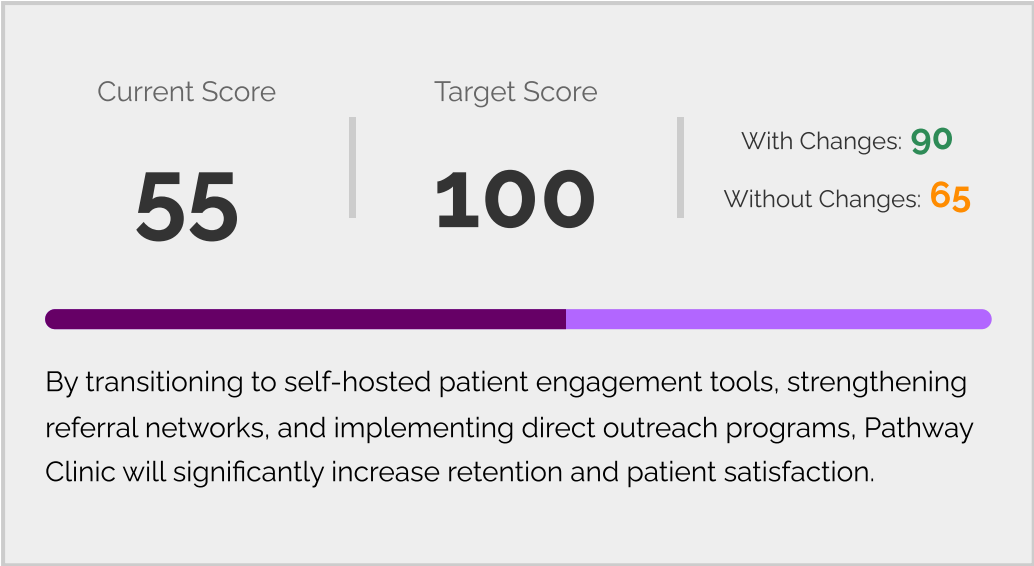 Current Score
55
Target Score
100
With Changes: 90
Without Changes: 65
By transitioning to self-hosted patient engagement tools, strengthening
referral networks, and implementing direct outreach programs, Pathway
Clinic will significantly increase retention and patient satisfaction.